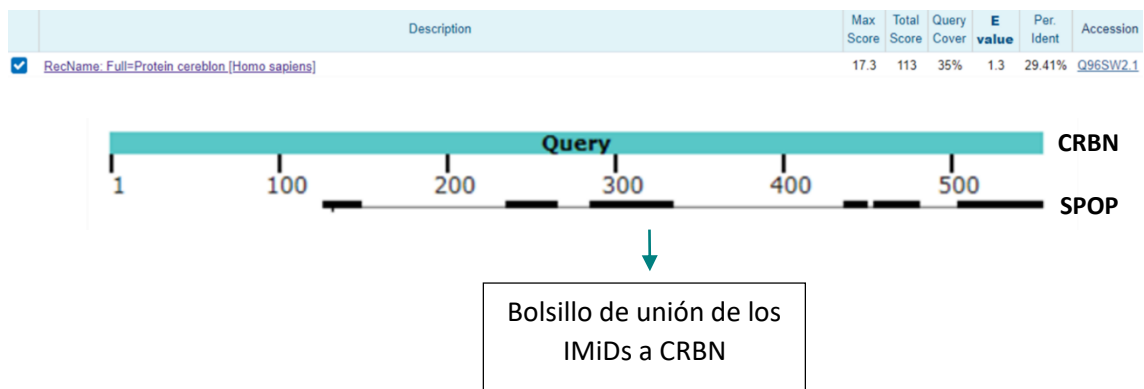 Description Max Score Total Score Query Cover E value Per. Ident Accession
RecName: Full=Protein cereblon [Homo sapiens] 17.3 113 35% 1.3 29.41% Q96SW2.1
Query CRBN
1 100 200 300 400 500
SPOP
Bolsillo de unión de los
IMiDs a CRBN